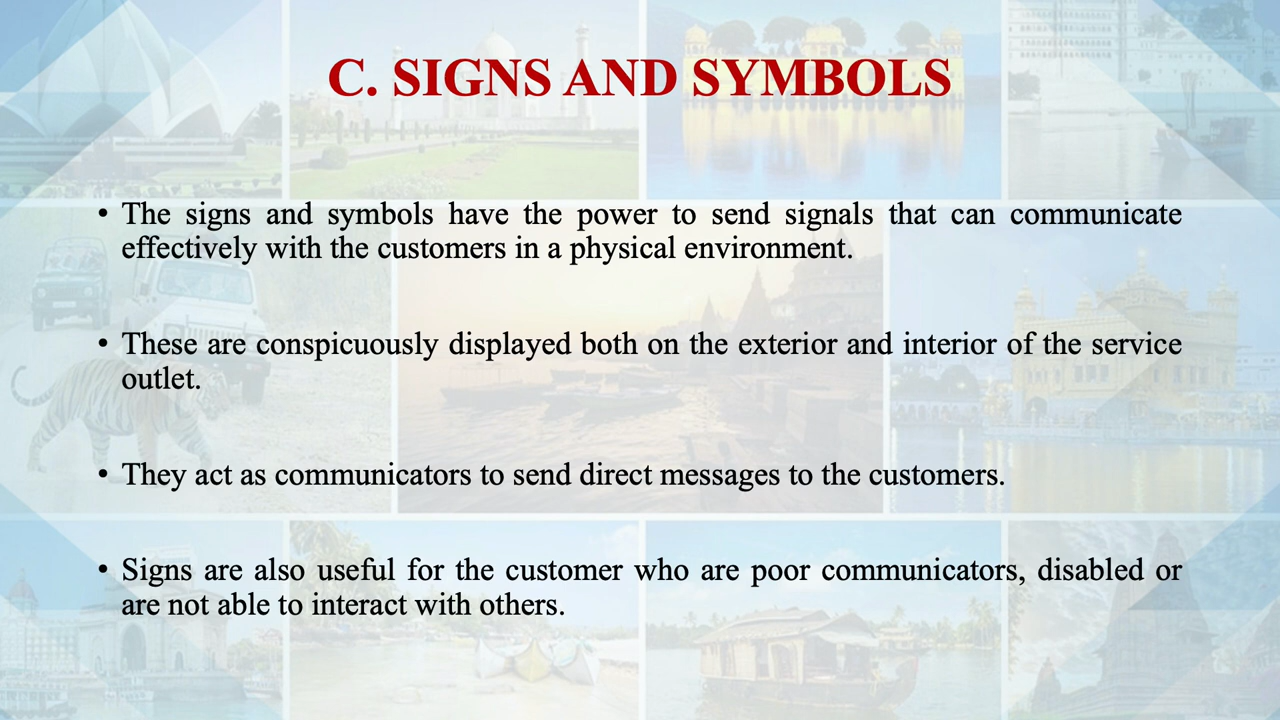 C. SIGNS AND SYMBOLS
• The signs and symbols have the power to send signals that can communicate
effectively with the customers in a physical environment.
• These are conspicuously displayed both on the exterior and interior of the service
outlet.
• They act as communicators to send direct messages to the customers.
• Signs are also useful for the customer who are poor communicators, disabled or
are not able to interact with others.